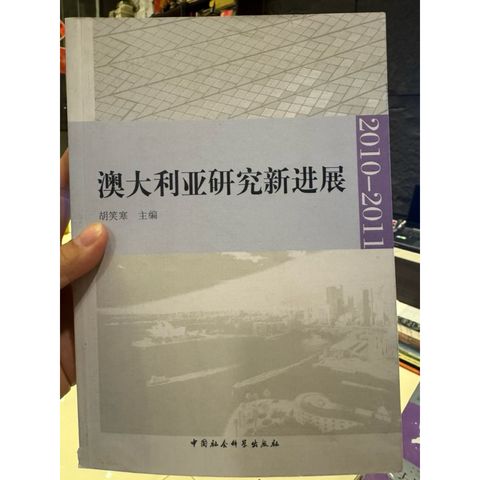 澳大利亚研究新进展
2010-2011
胡笑寒 主编
中国社会科学出版社